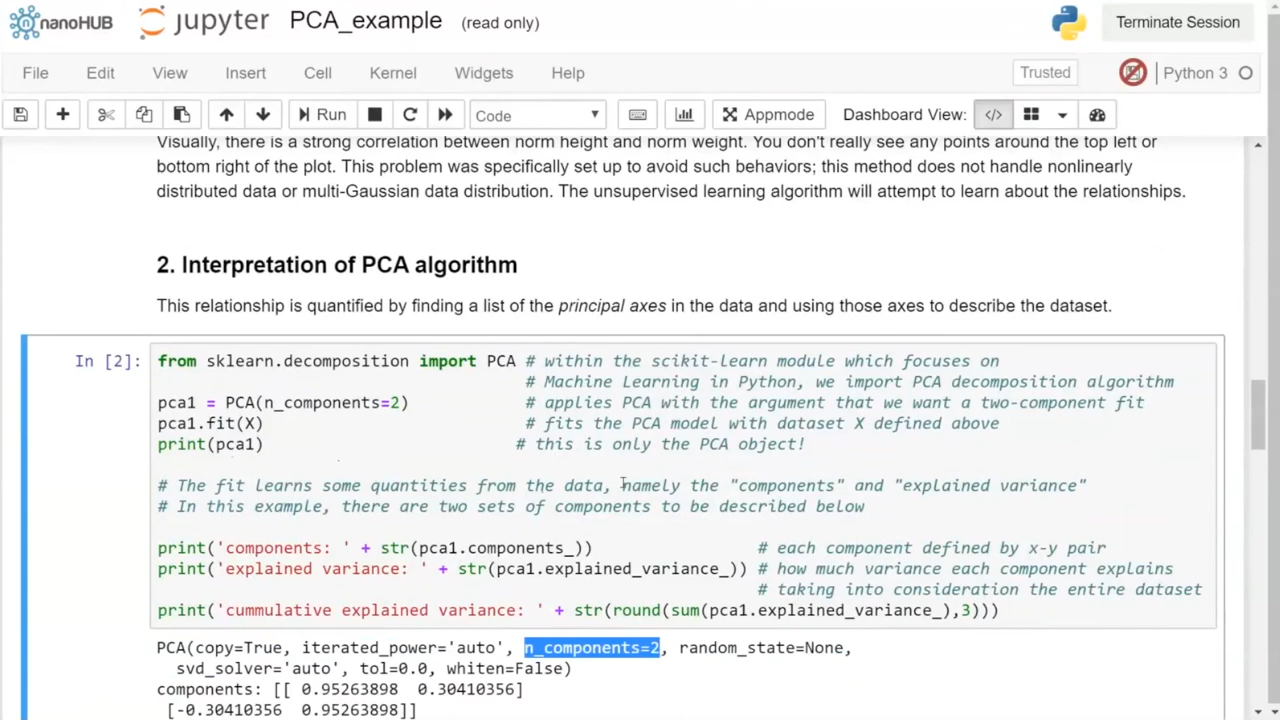 nanoHUB jupyter PCA_example (read only) Terminate Session
File Edit View Insert Cell Kernel Widgets Help Trusted Python 3
Run Code Appmode Dashboard View: </>
Visually, there is a strong correlation between norm height and norm weight. You don't really see any points around the top left or
bottom right of the plot. This problem was specifically set up to avoid such behaviors; this method does not handle nonlinearly
distributed data or multi-Gaussian data distribution. The unsupervised learning algorithm will attempt to learn about the relationships.
2. Interpretation of PCA algorithm
This relationship is quantified by finding a list of the principal axes in the data and using those axes to describe the dataset.
In [2]: from sklearn.decomposition import PCA # within the scikit-learn module which focuses on
# Machine Learning in Python, we import PCA decomposition algorithm
pca1 = PCA(n_components=2) # applies PCA with the argument that we want a two-component fit
pca1.fit(X) # fits the PCA model with dataset X defined above
print(pca1) # this is only the PCA object!
# The fit learns some quantities from the data, namely the "components" and "explained variance"
# In this example, there are two sets of components to be described below
print('components: ' + str(pca1.components_)) # each component defined by x-y pair
print('explained variance: ' + str(pca1.explained_variance_)) # how much variance each component explains
# taking into consideration the entire dataset
print('cummulative explained variance: ' + str(round(sum(pca1.explained_variance_),3)))
PCA(copy=True, iterated_power='auto', n_components=2, random_state=None,
svd_solver='auto', tol=0.0, whiten=False)
components: [[ 0.95263898 0.30410356]
[-0.30410356 0.95263898]]